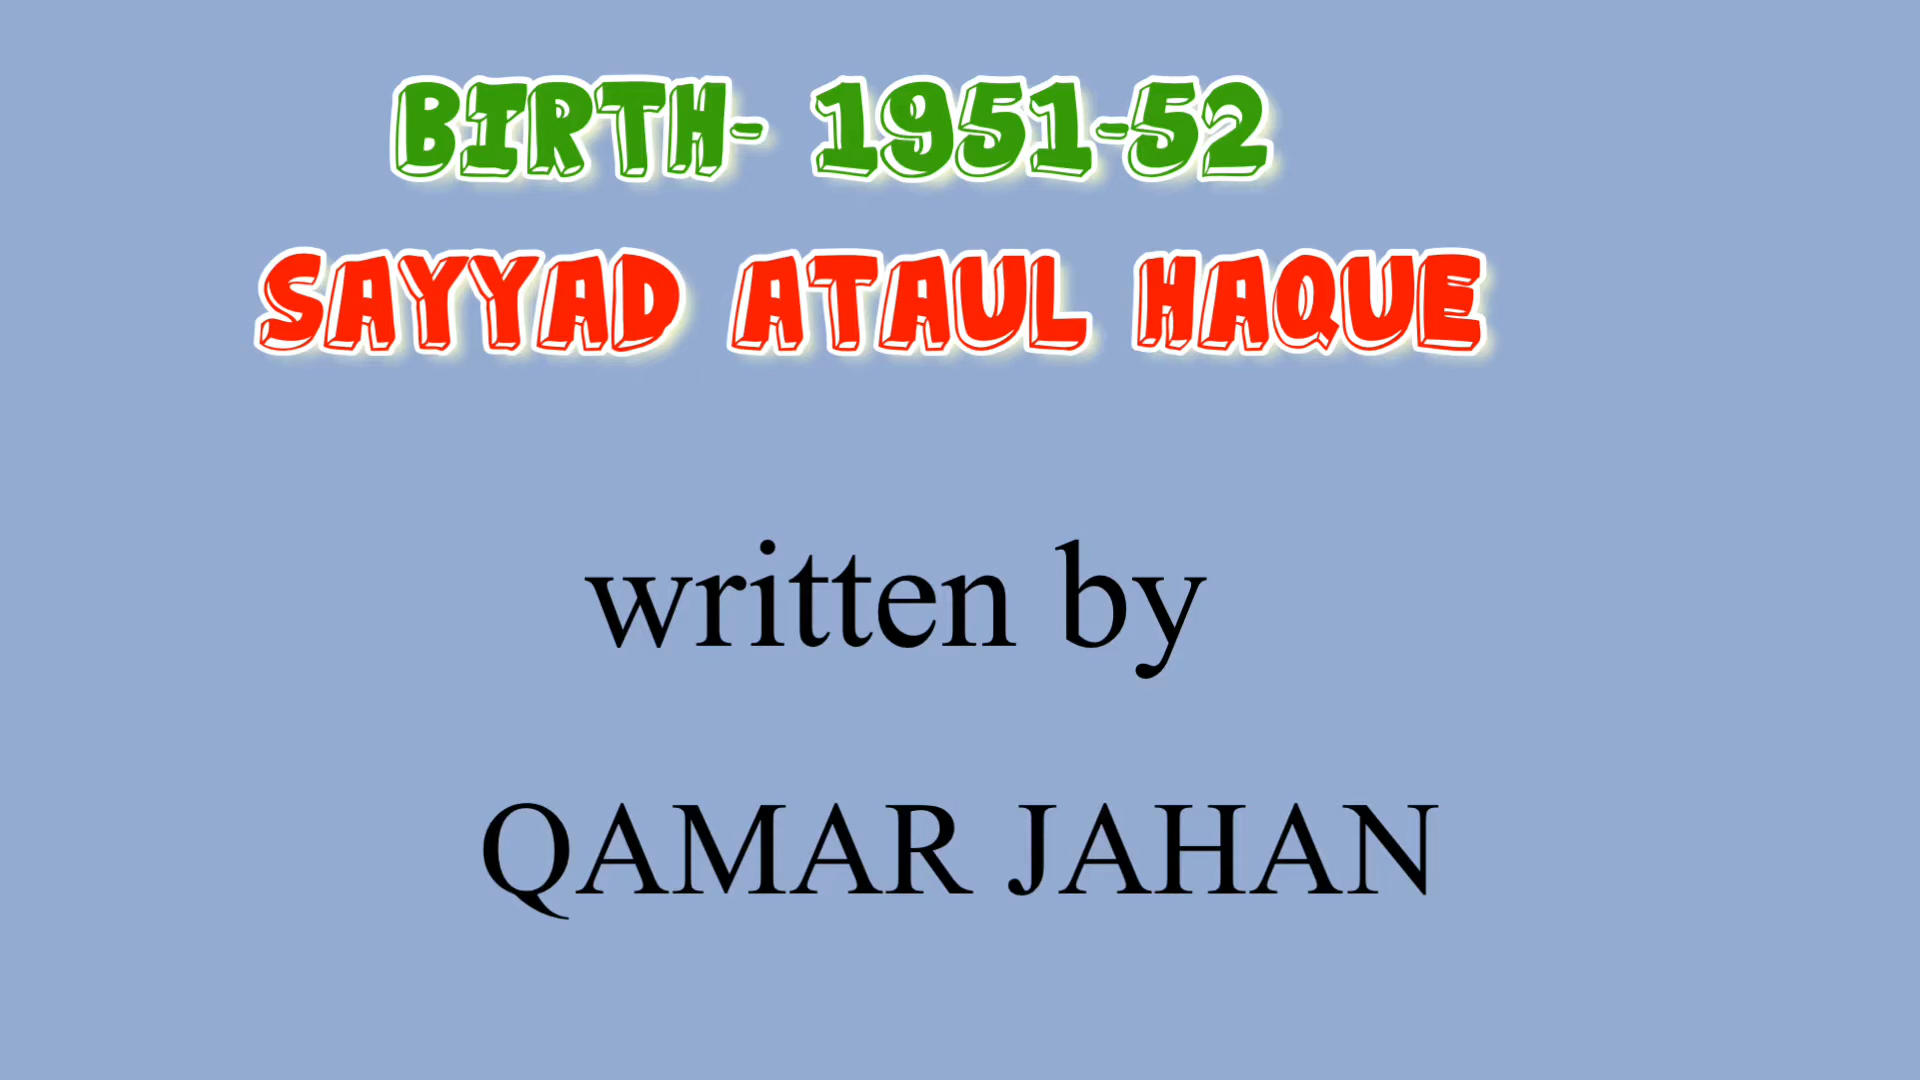 BIRTH- 1951-52
SAYYAD ATAUL HAQUE
written by
QAMAR JAHAN